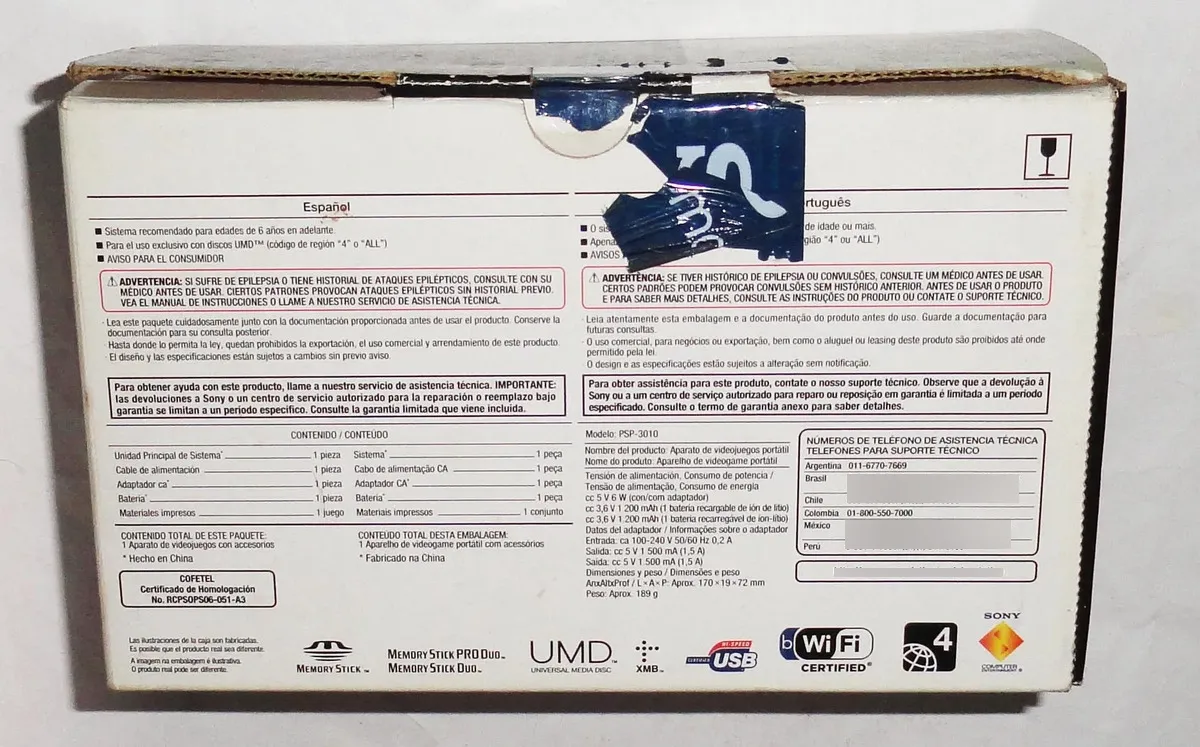 Español
■ Sistema recomendado para edades de 6 años en adelante.
■ Para el uso exclusivo con discos UMD™ (código de región "4" o "ALL")
■ AVISO PARA EL CONSUMIDOR
ADVERTENCIA: SI SUFRE DE EPILEPSIA O TIENE HISTORIAL DE ATAQUES EPILÉPTICOS, CONSULTE CON SU
MÉDICO ANTES DE USAR. CIERTOS PATRONES PROVOCAN ATAQUES EPILÉPTICOS SIN HISTORIAL PREVIO.
VEA EL MANUAL DE INSTRUCCIONES O LLAME A NUESTRO SERVICIO DE ASISTENCIA TÉCNICA.
· Lea este paquete cuidadosamente junto con la documentación proporcionada antes de usar el producto. Conserve la
documentación para su consulta posterior.
· Hasta donde lo permita la ley, quedan prohibidos la exportación, el uso comercial y arrendamiento de este producto.
· El diseño y las especificaciones están sujetos a cambios sin previo aviso.
Para obtener ayuda con este producto, llame a nuestro servicio de asistencia técnica. IMPORTANTE:
las devoluciones a Sony o un centro de servicio autorizado para la reparación o reemplazo bajo
garantía se limitan a un periodo especifico. Consulte la garantía limitada que viene incluida.
rtuguês
■ O sis de idade ou mais.
■ Apena gião "4" ou "ALL")
■ AVISOS
ADVERTÊNCIA: SE TIVER HISTÓRICO DE EPILEPSIA OU CONVULSÕES, CONSULTE UM MÉDICO ANTES DE USAR.
CERTOS PADRÕES PODEM PROVOCAR CONVULSÕES SEM HISTÓRICO ANTERIOR. ANTES DE USAR O PRODUTO
E PARA SABER MAIS DETALHES, CONSULTE AS INSTRUÇÕES DO PRODUTO OU CONTATE O SUPORTE TÉCNICO.
· Leia atentamente esta embalagem e a documentação do produto antes do uso. Guarde a documentação para
futuras consultas.
· O uso comercial, para negócios ou exportação, bem como o aluguel ou leasing deste produto são proibidos até onde
permitido pela lei.
· O design e as especificações estão sujeitos a alteração sem notificação.
Para obter assistência para este produto, contate o nosso suporte técnico. Observe que a devolução à
Sony ou a um centro de serviço autorizado para reparo ou reposição em garantia é limitada a um período
especificado. Consulte o termo de garantia anexo para saber detalhes.
CONTENIDO / CONTEÚDO
Unidad Principal de Sistema* 1 pieza
Cable de alimentación 1 pieza
Adaptador ca* 1 pieza
Batería* 1 pieza
Materiales impresos 1 juego
Sistema* 1 peça
Cabo de alimentação CA 1 peça
Adaptador CA* 1 peça
Bateria* 1 peça
Materiais impressos 1 conjunto
CONTENIDO TOTAL DE ESTE PAQUETE:
1 Aparato de videojuegos con accesorios
* Hecho en China
CONTEÚDO TOTAL DESTA EMBALAGEM:
1 Aparelho de videogame portátil com acessórios
* Fabricado na China
COFETEL
Certificado de Homologación
No. RCPSOPS06-051-A3
Modelo: PSP-3010
Nombre del producto: Aparato de videojuegos portátil
Nome do produto: Aparelho de videogame portátil
Tensión de alimentación, Consumo de potencia /
Tensão de alimentação, Consumo de energia
cc 5 V 6 W (con/com adaptador)
cc 3,6 V 1 200 mAh (1 batería recargable de ión de litio)
cc 3,6 V 1 200 mAh (1 bateria recarregável de íon-lítio)
Datos del adaptador / Informações sobre o adaptador
Entrada: ca 100-240 V 50/60 Hz 0,2 A
Salida: cc 5 V 1 500 mA (1,5 A)
Saída: cc 5 V 1 500 mA (1,5 A)
Dimensiones y peso / Dimensões e peso
AnxAltxProf / L × A × P: Aprox. 170 × 19 × 72 mm
Peso: Aprox. 189 g
NÚMEROS DE TELÉFONO DE ASISTENCIA TÉCNICA
TELEFONES PARA SUPORTE TÉCNICO
Argentina 011-6770-7669
Brasil
Chile
Colombia 01-800-550-7000
México
Perú
Las ilustraciones de la caja son fabricadas.
Es posible que el producto real sea diferente.
A imagem na embalagem é ilustrativa.
O produto real pode ser diferente.
MEMORY STICK™
MEMORY STICK PRO DUO™
MEMORY STICK DUO™
UMD™
UNIVERSAL MEDIA DISC
XMB™
HI-SPEED
CERTIFIED
USB
b Wi Fi
CERTIFIED®
4
SONY
COMPUTER
ENTERTAINMENT®